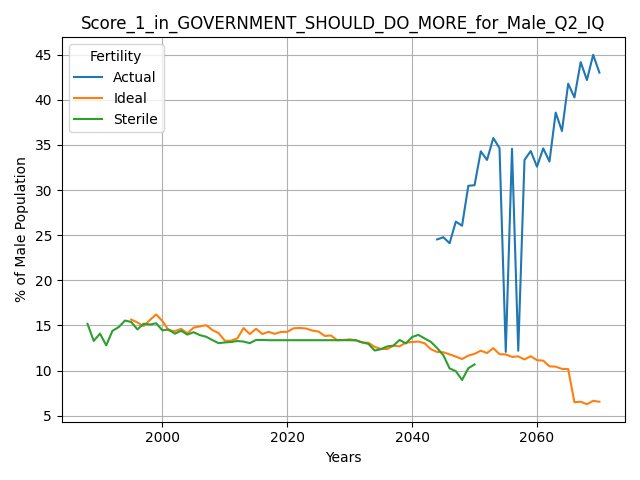 Score_1_in_GOVERNMENT_SHOULD_DO_MORE_for_Male_Q2_IQ
Fertility
Actual
Ideal
Sterile
% of Male Population
45
40
35
30
25
20
15
10
5
2000
2020
2040
2060
Years